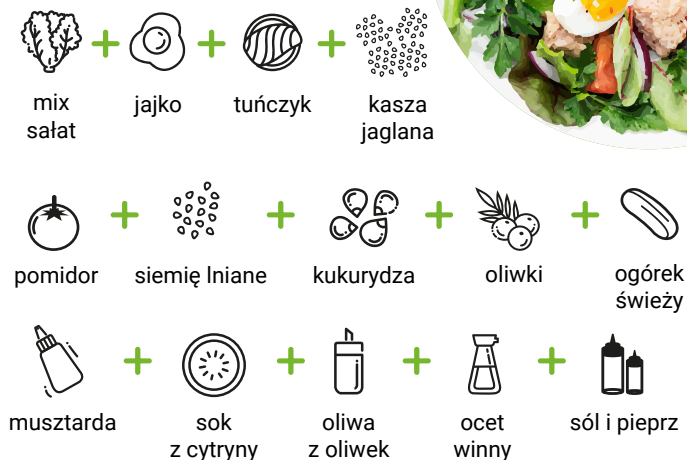 mix
sałat
jajko
tuńczyk
kasza
jaglana
pomidor
siemię lniane
kukurydza
oliwki
ogórek
świeży
musztarda
sok
z cytryny
oliwa
z oliwek
ocet
winny
sól i pieprz